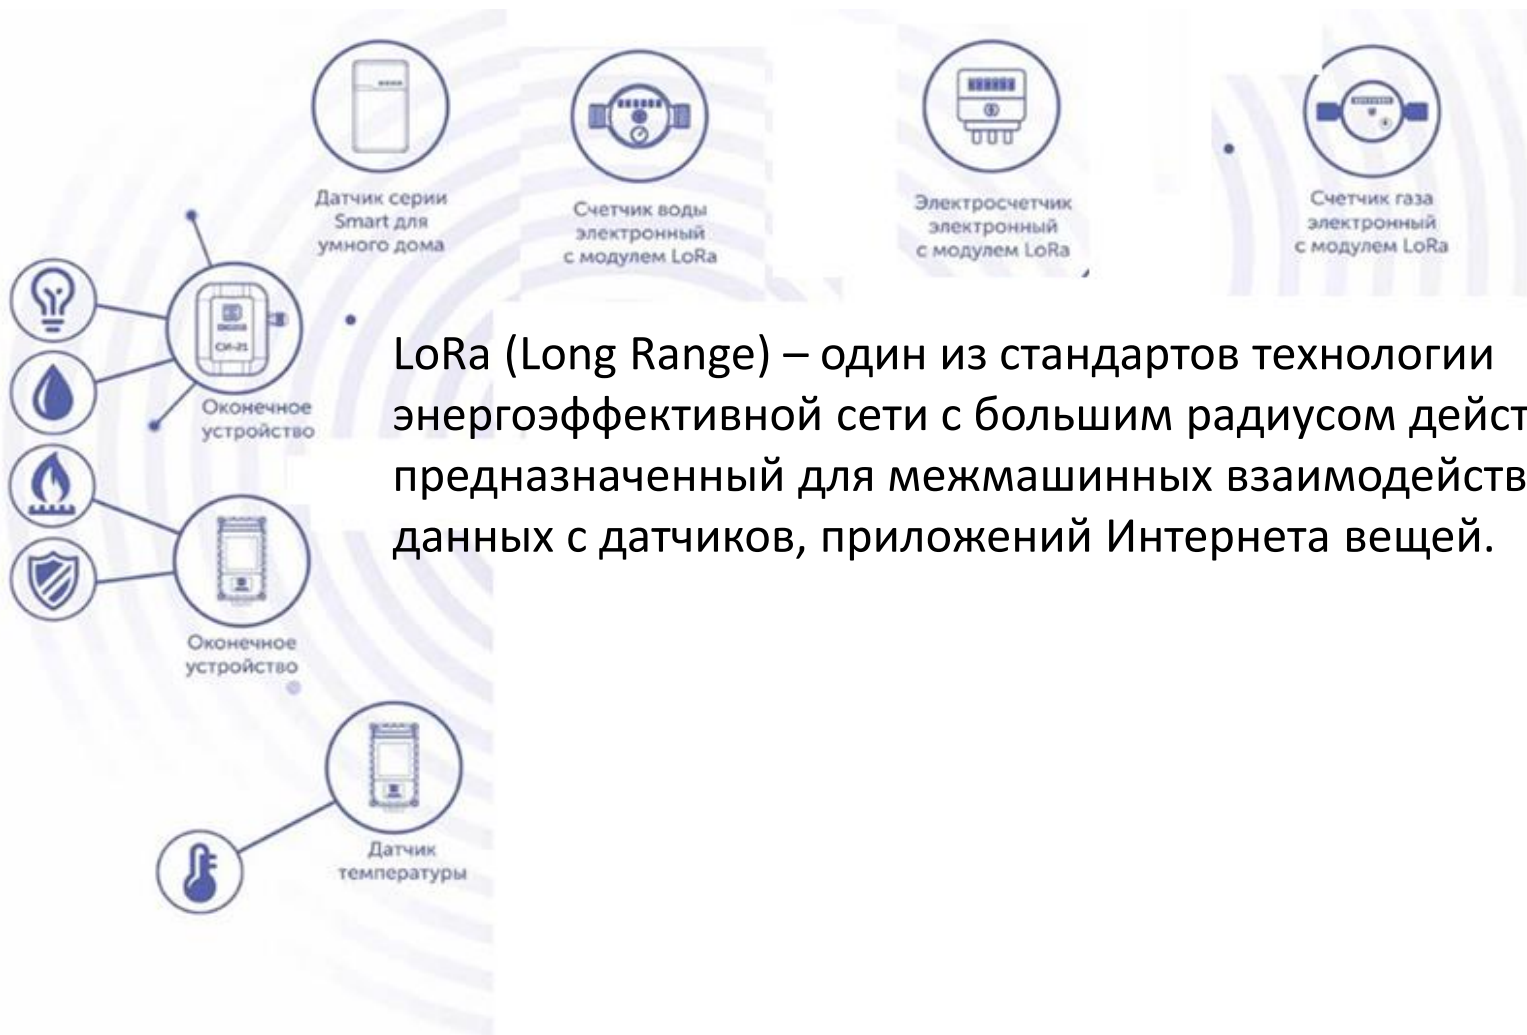 Датчик серии
Smart для
умного дома
Счетчик воды
электронный
с модулем LoRa
Электросчетчик
электронный
с модулем LoRa
Счетчик газа
электронный
с модулем LoRa
СИ-21
Оконечное
устройство
LoRa (Long Range) – один из стандартов технологии
энергоэффективной сети с большим радиусом дейст
предназначенный для межмашинных взаимодейств
данных с датчиков, приложений Интернета вещей.
Оконечное
устройство
Датчик
температуры